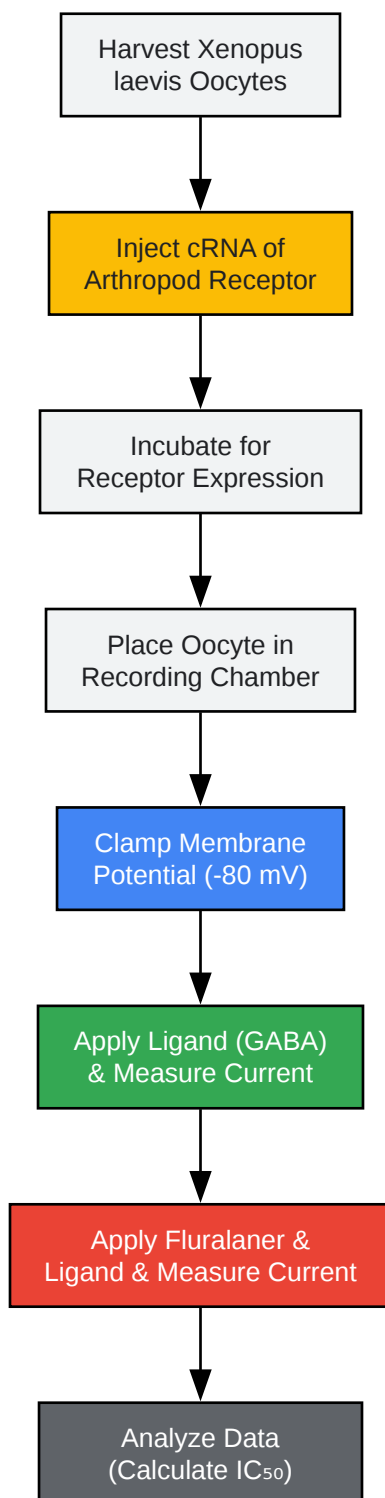 Harvest Xenopus
laevis Oocytes
Inject cRNA of
Arthropod Receptor
Incubate for
Receptor Expression
Place Oocyte in
Recording Chamber
Clamp Membrane
Potential (-80 mV)
Apply Ligand (GABA)
& Measure Current
Apply Fluralaner &
Ligand & Measure Current
Analyze Data
(Calculate IC₅₀)